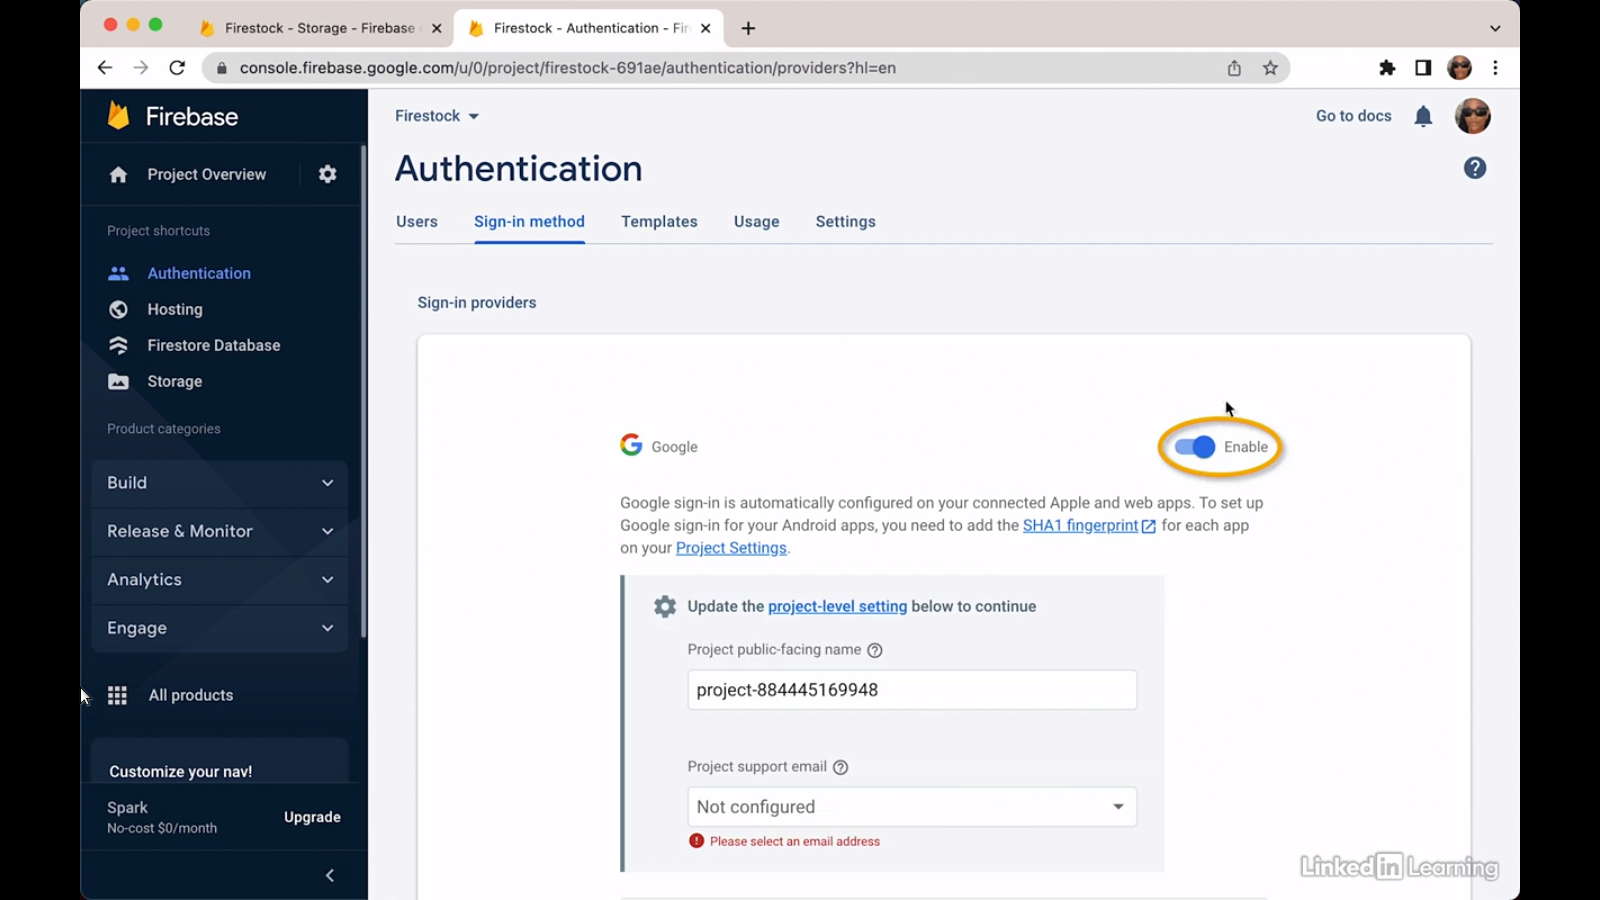 Firestock - Storage - Firebase
Firestock - Authentication - Fir
console.firebase.google.com/u/0/project/firestock-691ae/authentication/providers?hl=en
Firebase
Firestock
Go to docs
Authentication
Project Overview
Users
Sign-in method
Templates
Usage
Settings
Project shortcuts
Authentication
Hosting
Firestore Database
Storage
Product categories
Build
Release & Monitor
Analytics
Engage
All products
Customize your nav!
Spark
No-cost $0/month
Upgrade
Sign-in providers
Google
Enable
Google sign-in is automatically configured on your connected Apple and web apps. To set up
Google sign-in for your Android apps, you need to add the SHA1 fingerprint for each app
on your Project Settings.
Update the project-level setting below to continue
Project public-facing name
project-884445169948
Project support email
Not configured
Please select an email address
LinkedIn Learning